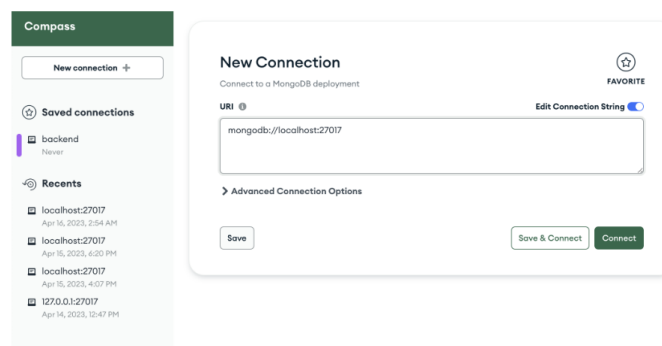 Compass
New connection +
Saved connections
backend
Never
Recents
localhost:27017
Apr 16, 2023, 2:54 AM
localhost:27017
Apr 15, 2023, 6:20 PM
localhost:27017
Apr 15, 2023, 4:07 PM
127.0.0.1:27017
Apr 14, 2023, 12:47 PM
New Connection
Connect to a MongoDB deployment
FAVORITE
URI
Edit Connection String
mongodb://localhost:27017
Advanced Connection Options
Save
Save & Connect
Connect